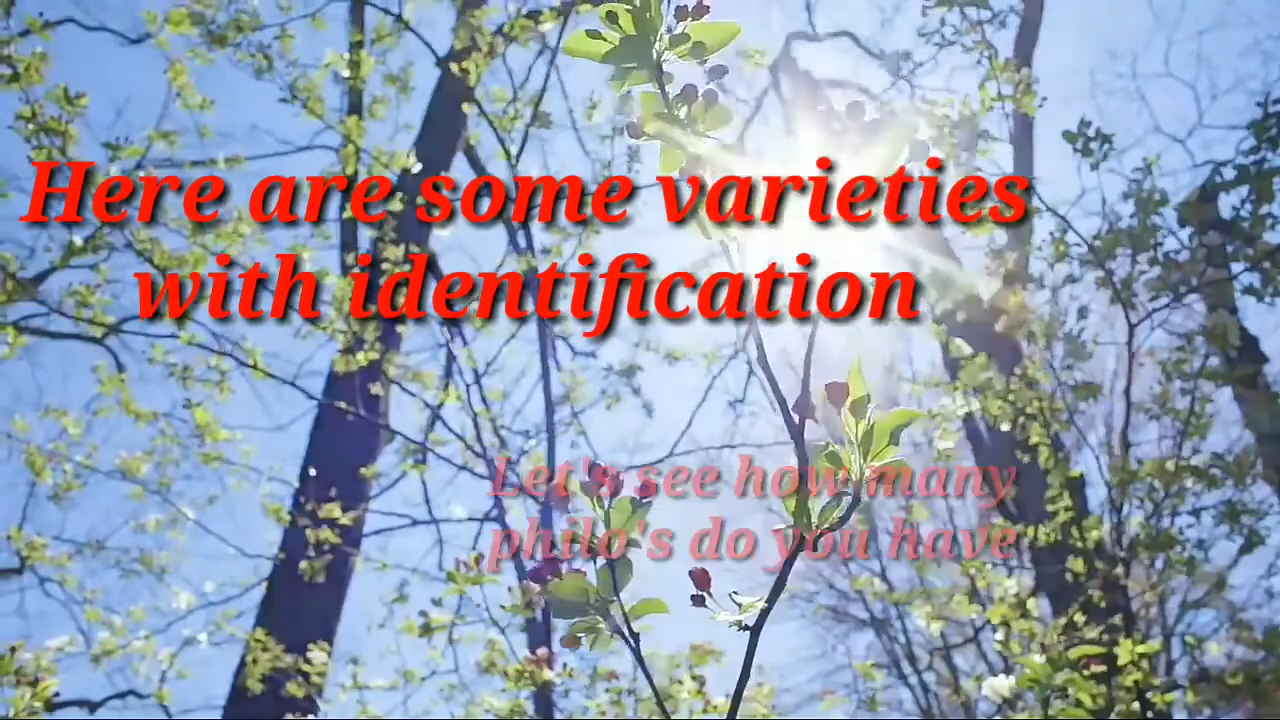 Here are some varieties
with identification
Let's see how many
philo's do you have